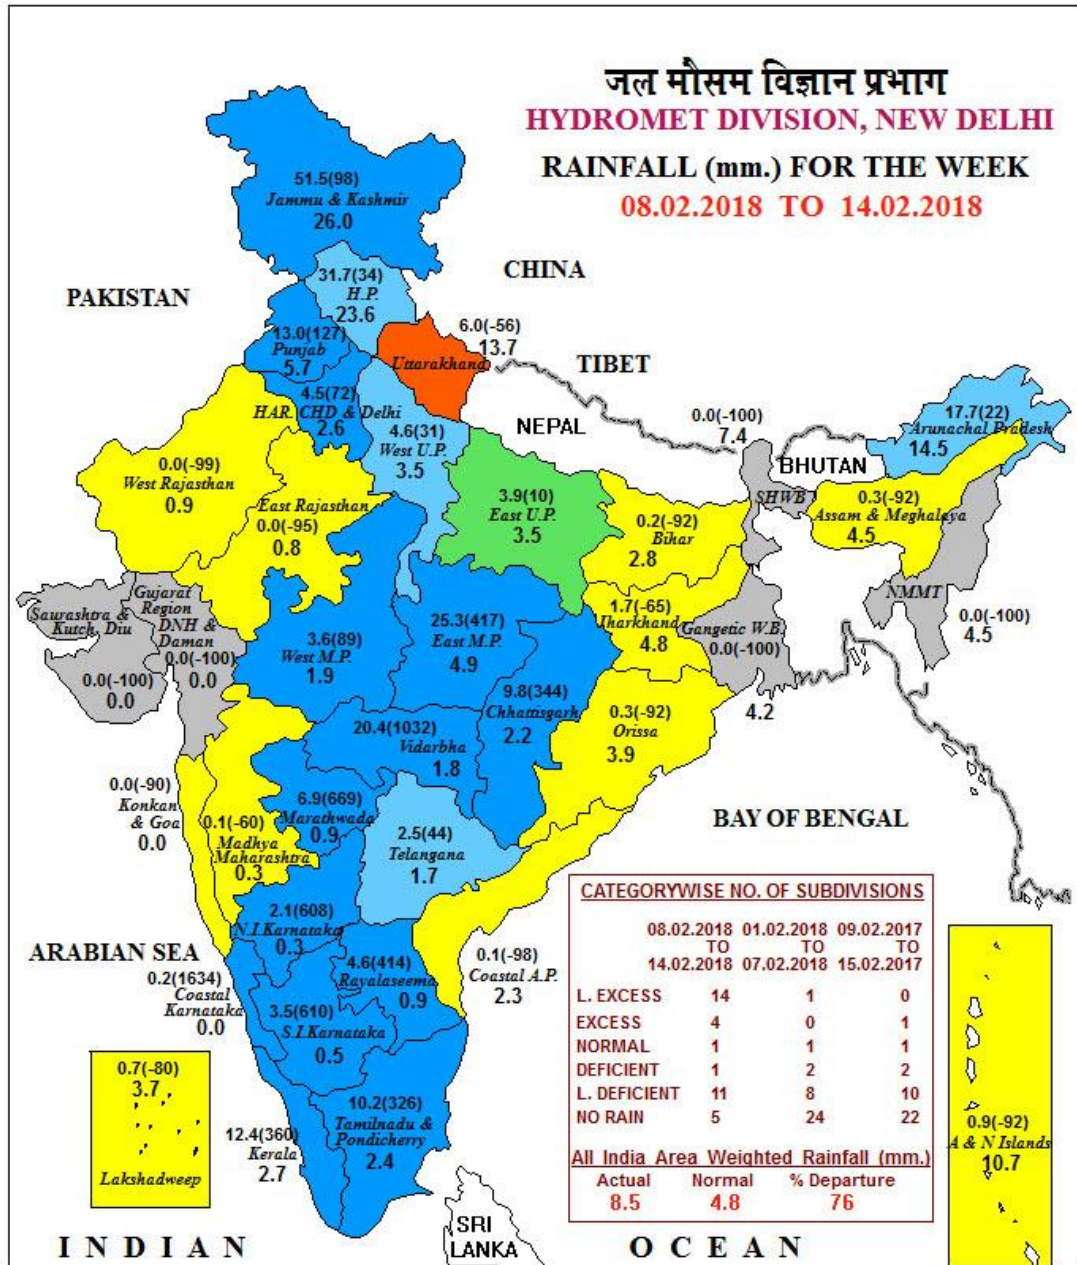 जल मौसम विज्ञान प्रभाग
HYDROMET DIVISION, NEW DELHI
RAINFALL (mm.) FOR THE WEEK
08.02.2018 TO 14.02.2018
51.5(98)
Jammu & Kashmir
26.0
CHINA
31.7(34)
H.P.
23.6
PAKISTAN
13.0(127)
Punjab
5.7
6.0(-56)
13.7
Uttarakhand
TIBET
4.5(72)
HAR. CHD & Delhi
2.6
NEPAL
4.6(31)
West U.P.
3.5
0.0(-100)
7.4
17.7(22)
Arunachal Pradesh
14.5
BHUTAN
0.0(-99)
West Rajasthan
0.9
East Rajasthan
0.0(-95)
0.8
3.9(10)
East U.P.
3.5
SHWB
0.3(-92)
Assam & Meghalaya
4.5
0.2(-92)
Bihar
2.8
NMMT
0.0(-100)
4.5
Saurashtra &
Kutch, Diu
0.0(-100)
0.0
Gujarat
Region
DNH &
Daman
0.0(-100)
0.0
1.7(-65)
Jharkhand
4.8
Gangetic W.B.
0.0(-100)
4.2
3.6(89)
West M.P.
1.9
25.3(417)
East M.P.
4.9
9.8(344)
Chhattisgarh
2.2
0.3(-92)
Orissa
3.9
20.4(1032)
Vidarbha
1.8
0.0(-90)
Konkan
& Goa
0.0
6.9(669)
Marathwada
0.9
0.1(-60)
Madhya
Maharashtra
0.3
2.5(44)
Telangana
1.7
BAY OF BENGAL
2.1(608)
N.I.Karnataka
0.3
ARABIAN SEA
0.2(1634)
Coastal
Karnataka
0.0
4.6(414)
Rayalaseema
0.9
0.1(-98)
Coastal A.P.
2.3
3.5(610)
S.I.Karnataka
0.5
0.7(-80)
3.7
Lakshadweep
12.4(360)
Kerala
2.7
10.2(326)
Tamilnadu &
Pondicherry
2.4
CATEGORYWISE NO. OF SUBDIVISIONS
08.02.2018 01.02.2018 09.02.2017
TO TO TO
14.02.2018 07.02.2018 15.02.2017
L. EXCESS 14 1 0
EXCESS 4 0 1
NORMAL 1 1 1
DEFICIENT 1 2 2
L. DEFICIENT 11 8 10
NO RAIN 5 24 22
All India Area Weighted Rainfall (mm.)
Actual Normal % Departure
8.5 4.8 76
0.9(-92)
A & N Islands
10.7
SRI
LANKA
INDIAN OCEAN